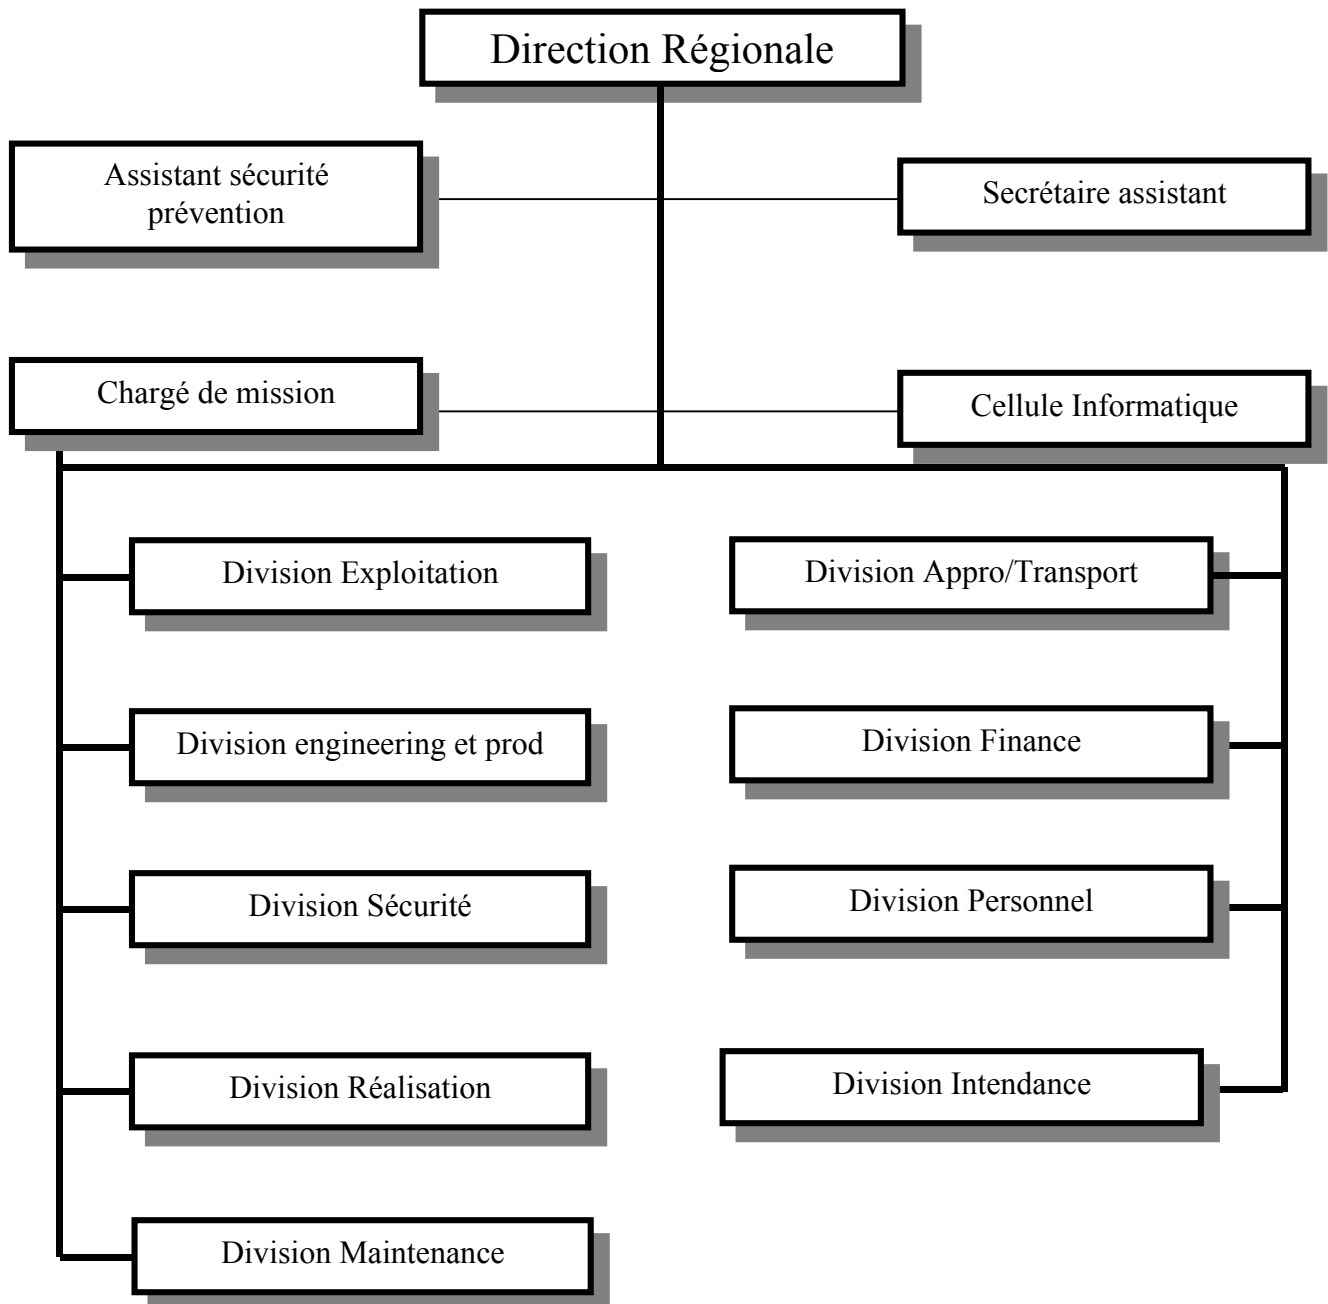 Direction Régionale
Assistant sécurité
prévention
Secrétaire assistant
Chargé de mission
Cellule Informatique
Division Exploitation
Division Appro/Transport
Division engineering et prod
Division Finance
Division Sécurité
Division Personnel
Division Réalisation
Division Intendance
Division Maintenance